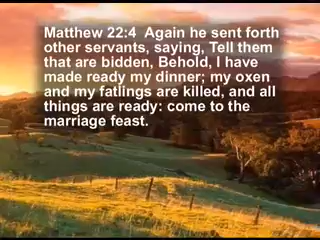 Matthew 22:4  Again he sent forth
other servants, saying, Tell them
that are bidden, Behold, I have
made ready my dinner; my oxen
and my fatlings are killed, and all
things are ready: come to the
marriage feast.